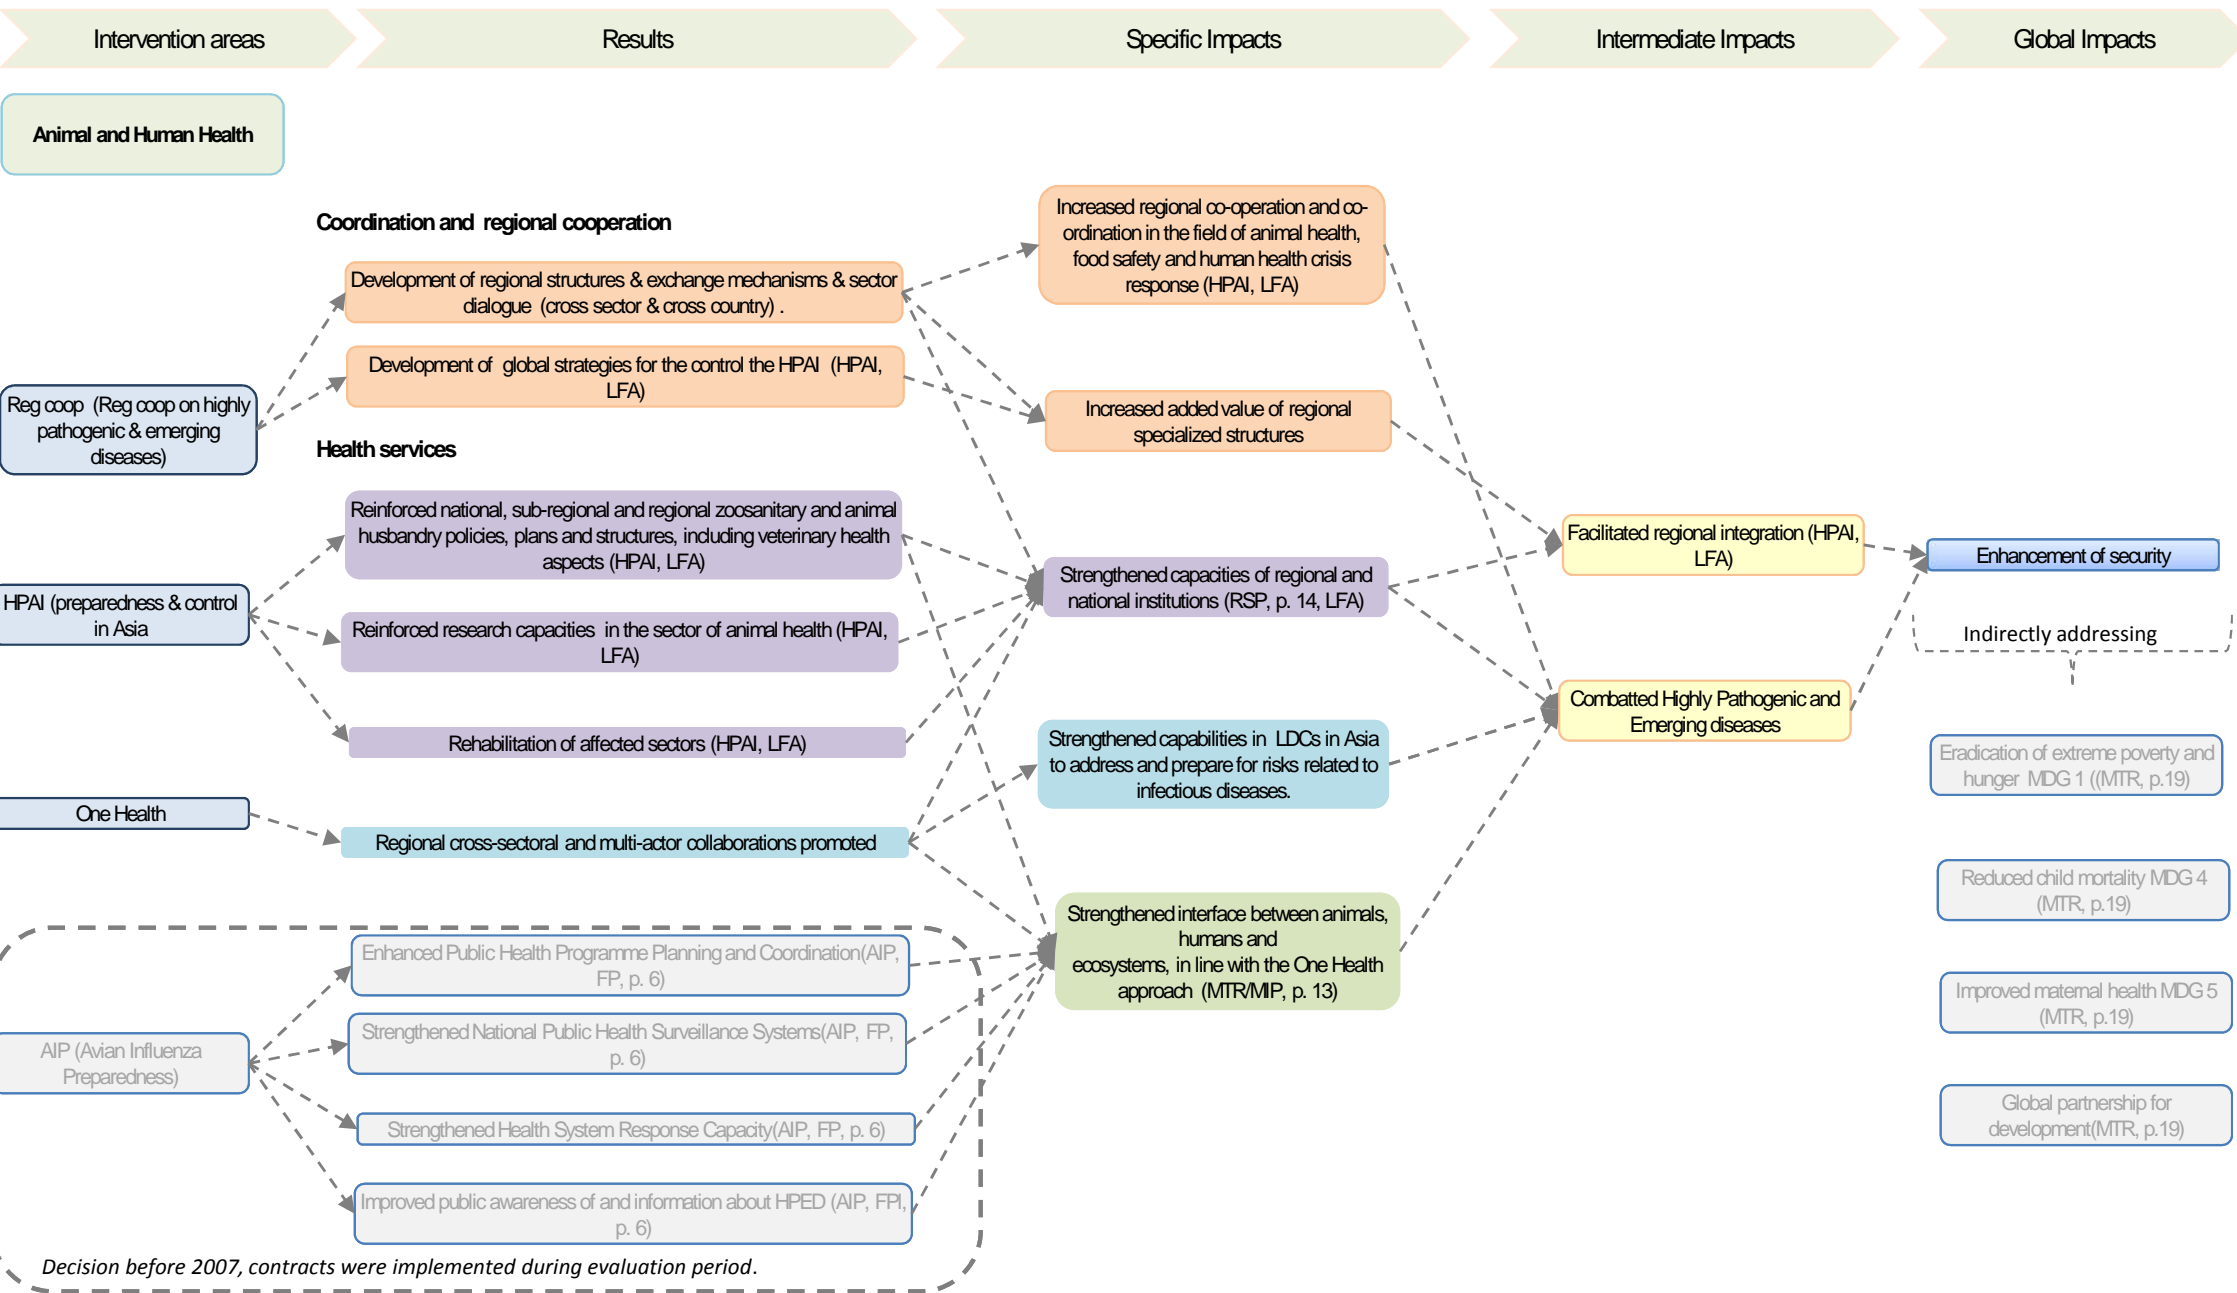 Intervention areas
Results
Specific Impacts
Intermediate Impacts
Global Impacts
Animal and Human Health
Coordination and regional cooperation
Development of regional structures & exchange mechanisms & sector
dialogue (cross sector & cross country) .
Development of global strategies for the control the HPAI (HPAI,
LFA)
Reg coop (Reg coop on highly
pathogenic & emerging
diseases)
Health services
Reinforced national, sub-regional and regional zoosanitary and animal
husbandry policies, plans and structures, including veterinary health
aspects (HPAI, LFA)
HPAI (preparedness & control
in Asia
Reinforced research capacities in the sector of animal health (HPAI,
LFA)
Rehabilitation of affected sectors (HPAI, LFA)
One Health
Regional cross-sectoral and multi-actor collaborations promoted
Enhanced Public Health Programme Planning and Coordination(AIP,
FP, p. 6)
Strengthened National Public Health Surveillance Systems(AIP, FP,
p. 6)
AIP (Avian Influenza
Preparedness)
Strengthened Health System Response Capacity(AIP, FP, p. 6)
Improved public awareness of and information about HPED (AIP, FPI,
p. 6)
Decision before 2007, contracts were implemented during evaluation period.
Increased regional co-operation and co-
ordination in the field of animal health,
food safety and human health crisis
response (HPAI, LFA)
Increased added value of regional
specialized structures
Strengthened capacities of regional and
national institutions (RSP, p. 14, LFA)
Strengthened capabilities in LDCs in Asia
to address and prepare for risks related to
infectious diseases.
Strengthened interface between animals,
humans and
ecosystems, in line with the One Health
approach (MTR/MIP, p. 13)
Facilitated regional integration (HPAI,
LFA)
Combatted Highly Pathogenic and
Emerging diseases
Enhancement of security
Indirectly addressing
Eradication of extreme poverty and
hunger MDG 1 ((MTR, p.19)
Reduced child mortality MDG 4
(MTR, p.19)
Improved maternal health MDG 5
(MTR, p.19)
Global partnership for
development(MTR, p.19)